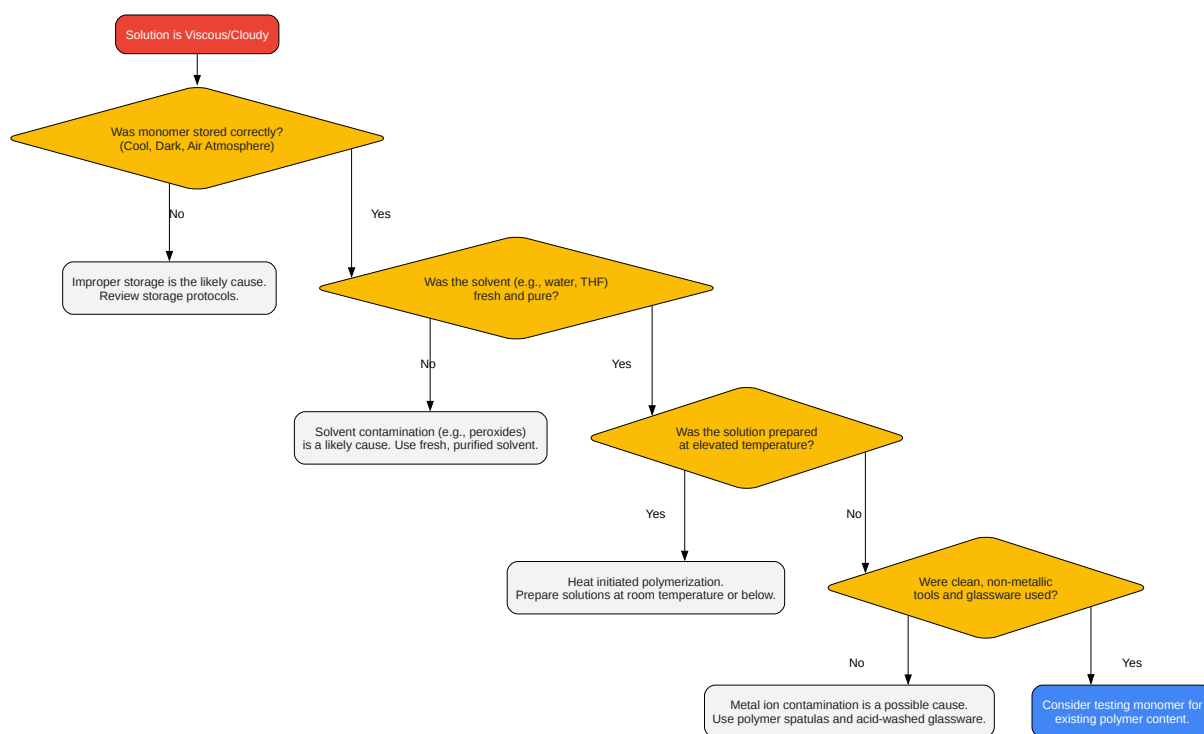 Solution is Viscous/Cloudy
Was monomer stored correctly?
(Cool, Dark, Air Atmosphere)
No
Yes
Improper storage is the likely cause.
Review storage protocols.
Was the solvent (e.g., water, THF)
fresh and pure?
No
Yes
Solvent contamination (e.g., peroxides)
is a likely cause. Use fresh, purified solvent.
Was the solution prepared
at elevated temperature?
Yes
No
Heat initiated polymerization.
Prepare solutions at room temperature or below.
Were clean, non-metallic
tools and glassware used?
No
Yes
Metal ion contamination is a possible cause.
Use polymer spatulas and acid-washed glassware.
Consider testing monomer for
existing polymer content.